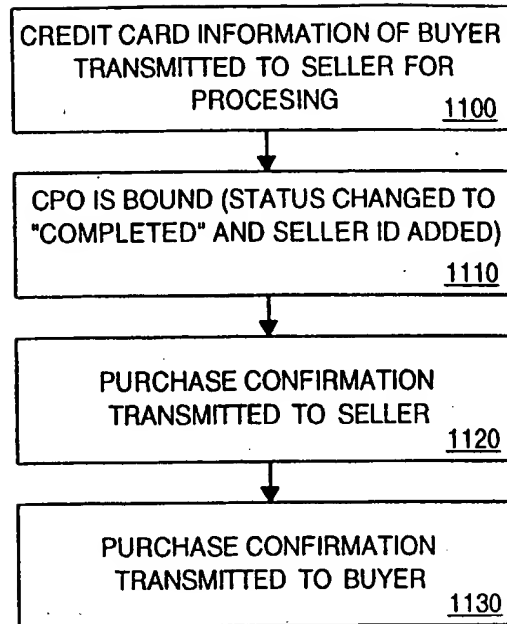 CREDIT CARD INFORMATION OF BUYER
TRANSMITTED TO SELLER FOR
PROCESING
1100
CPO IS BOUND (STATUS CHANGED TO
"COMPLETED" AND SELLER ID ADDED)
1110
PURCHASE CONFIRMATION
TRANSMITTED TO SELLER
1120
PURCHASE CONFIRMATION
TRANSMITTED TO BUYER
1130